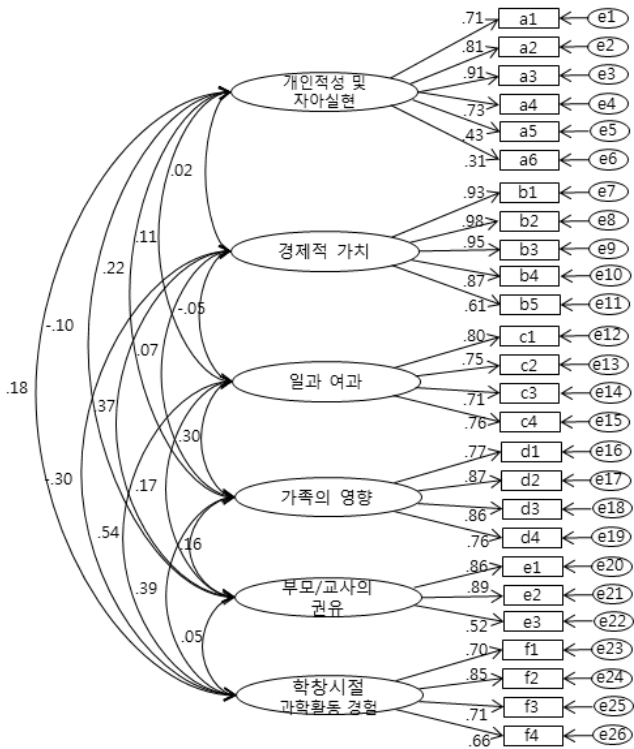 .71 a1 e1
.81 a2 e2
.91 a3 e3
개인적성 및
자아실현
.73 a4 e4
.43 a5 e5
.31 a6 e6
.02
.93 b1 e7
.98 b2 e8
.11
경제적 가치
.95 b3 e9
.22
.87 b4 e10
.61 b5 e11
-.05
-.10
.80 c1 e12
.07
.75 c2 e13
일과 여과
.18
.71 c3 e14
.37
.76 c4 e15
.30
.77 d1 e16
-.30
.87 d2 e17
.17
가족의 영향
.86 d3 e18
.54
.76 d4 e19
.16
.86 e1 e20
.39
부모/교사의
권유
.89 e2 e21
.52 e3 e22
.05
.70 f1 e23
.85 f2 e24
학창시절
과학활동 경험
.71 f3 e25
.66 f4 e26